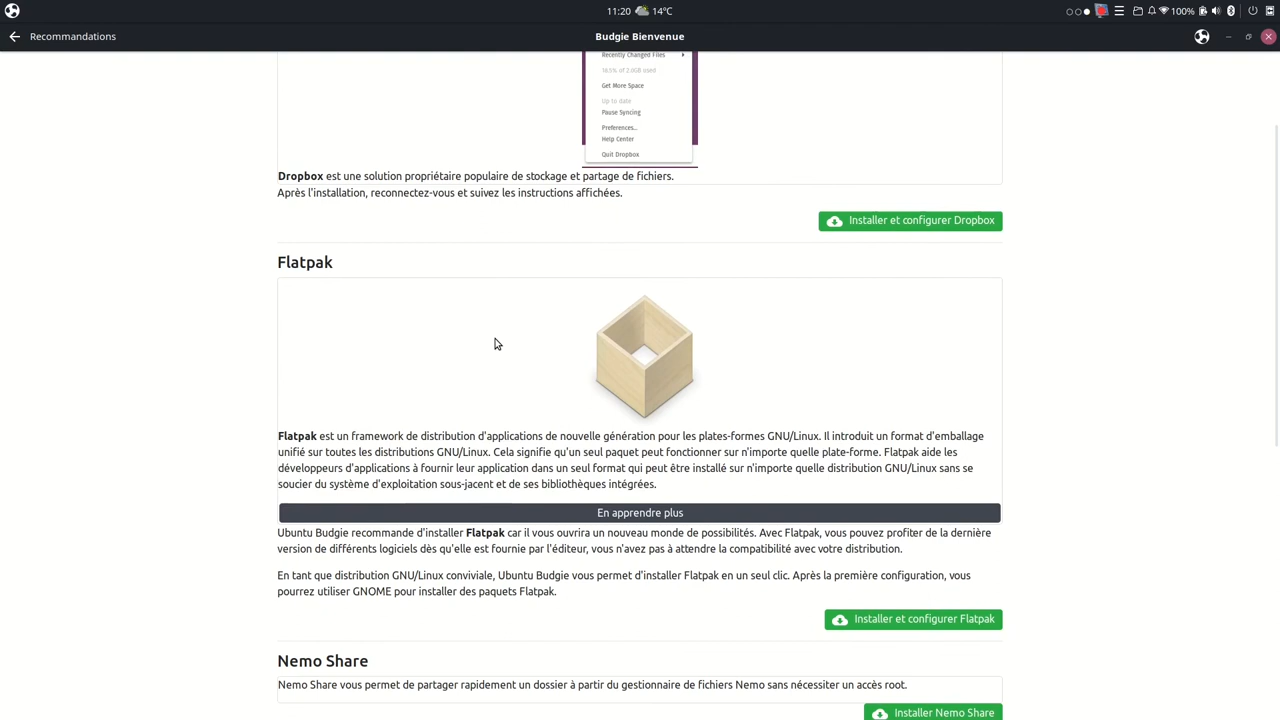 11:20 14°C
100%
Recommandations
Budgie Bienvenue
Recently Changed Files
18.5% of 2.0GB used
Get More Space
Up to date
Pause Syncing
Preferences...
Help Center
Quit Dropbox
Dropbox est une solution propriétaire populaire de stockage et partage de fichiers.
Après l'installation, reconnectez-vous et suivez les instructions affichées.
Installer et configurer Dropbox
Flatpak
Flatpak est un framework de distribution d'applications de nouvelle génération pour les plates-formes GNU/Linux. Il introduit un format d'emballage
unifié sur toutes les distributions GNU/Linux. Cela signifie qu'un seul paquet peut fonctionner sur n'importe quelle plate-forme. Flatpak aide les
développeurs d'applications à fournir leur application dans un seul format qui peut être installé sur n'importe quelle distribution GNU/Linux sans se
soucier du système d'exploitation sous-jacent et de ses bibliothèques intégrées.
En apprendre plus
Ubuntu Budgie recommande d'installer Flatpak car il vous ouvrira un nouveau monde de possibilités. Avec Flatpak, vous pouvez profiter de la dernière
version de différents logiciels dès qu'elle est fournie par l'éditeur, vous n'avez pas à attendre la compatibilité avec votre distribution.
En tant que distribution GNU/Linux conviviale, Ubuntu Budgie vous permet d'installer Flatpak en un seul clic. Après la première configuration, vous
pourrez utiliser GNOME pour installer des paquets Flatpak.
Installer et configurer Flatpak
Nemo Share
Nemo Share vous permet de partager rapidement un dossier à partir du gestionnaire de fichiers Nemo sans nécessiter un accès root.
Installer Nemo Share